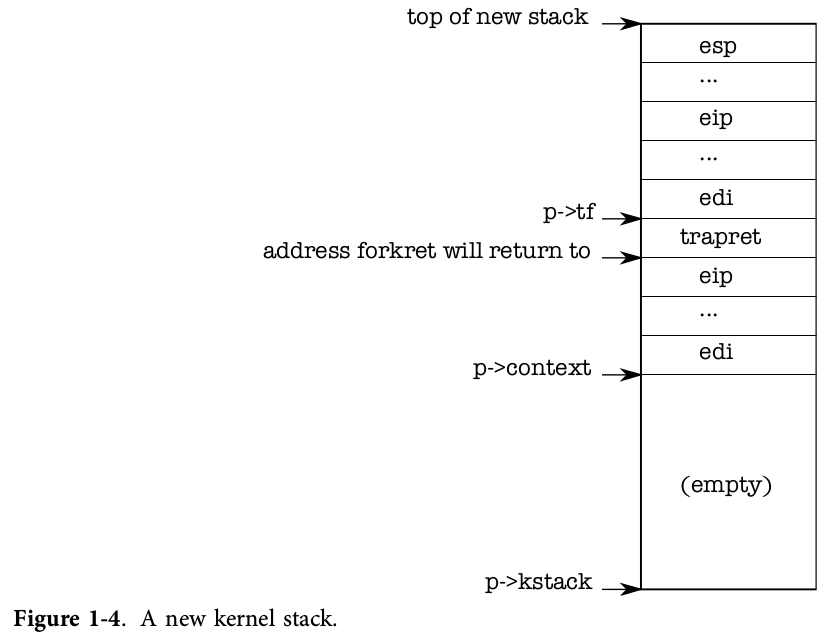 top of new stack
esp
...
eip
...
edi
p->tf
trapret
address forkret will return to
eip
...
edi
p->context
(empty)
p->kstack
Figure 1-4. A new kernel stack.